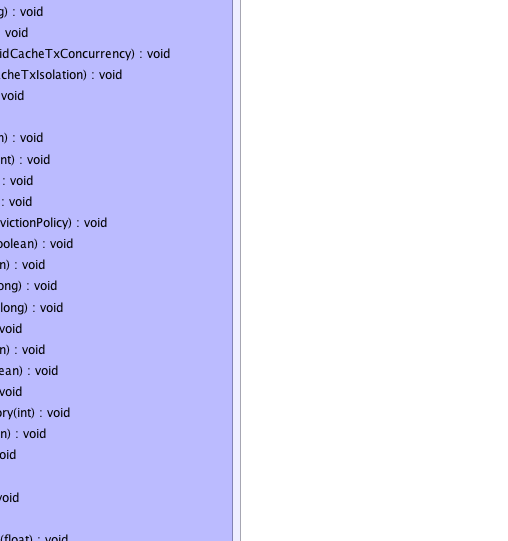 g) : void
: void
idCacheTxConcurrency) : void
cheTxIsolation) : void
void
n) : void
nt) : void
: void
: void
victionPolicy) : void
oolean) : void
n) : void
ong) : void
long) : void
void
n) : void
ean) : void
void
ory(int) : void
n) : void
void
void
(float) : void